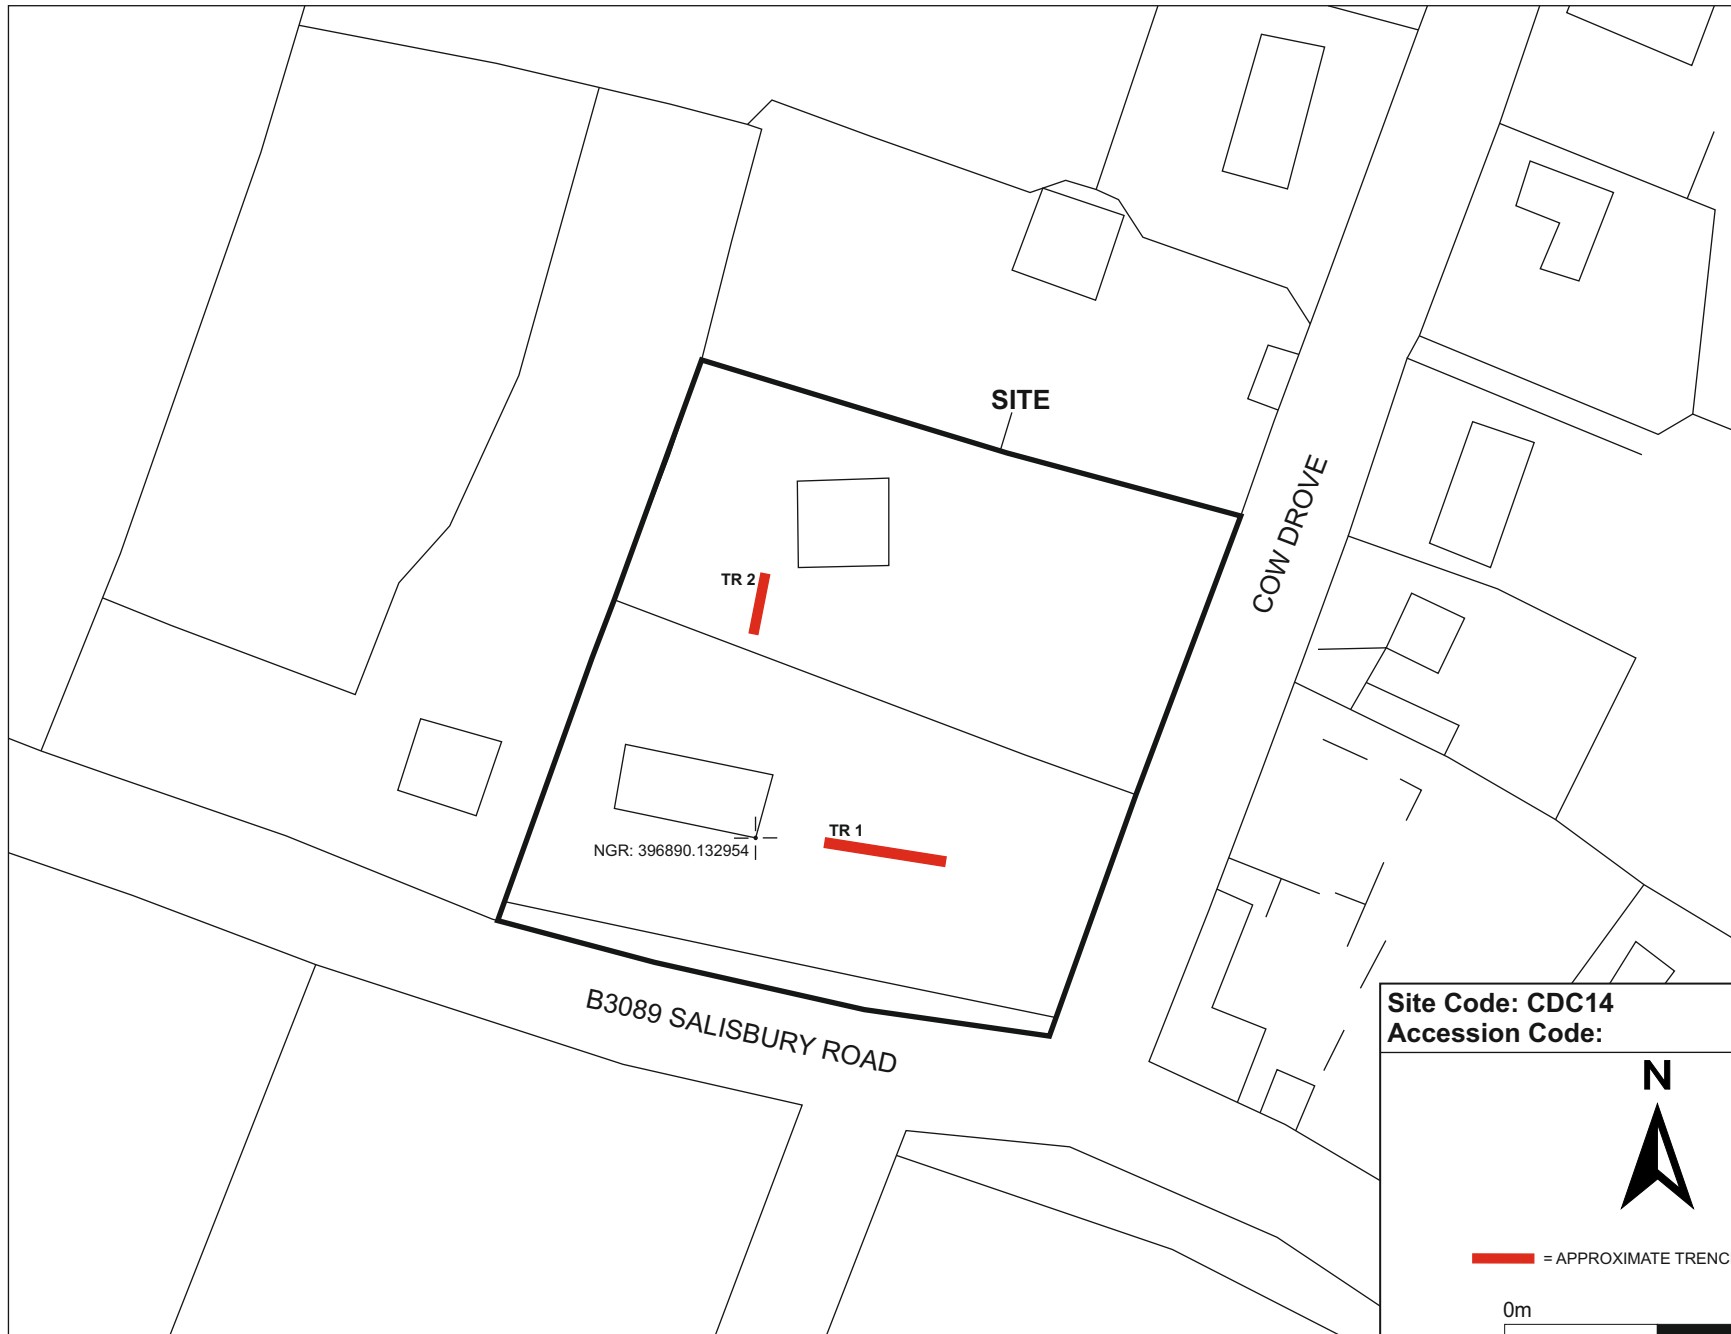 SITE
COW DROVE
TR 2
TR 1
NGR: 396890.132954
B3089 SALISBURY ROAD
Site Code: CDC14
Accession Code:
N
= APPROXIMATE TRENC
0m